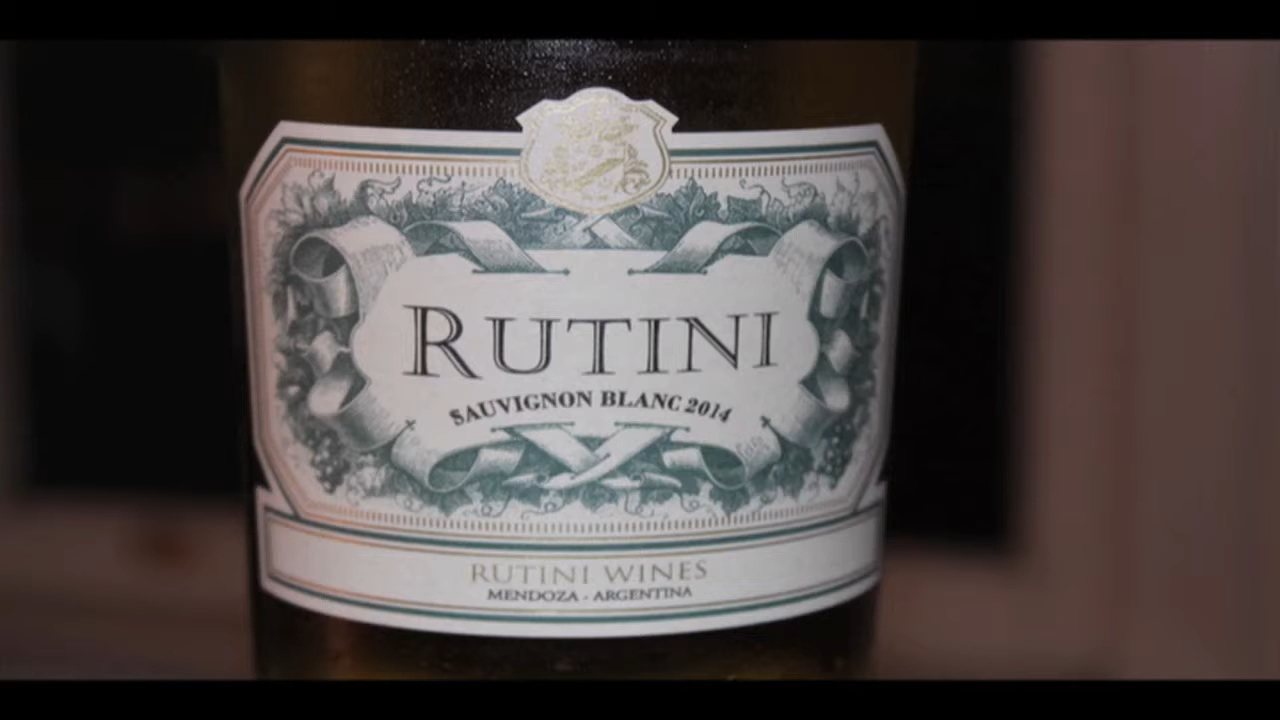 RUTINI
SAUVIGNON BLANC 2014
RUTINI WINES
MENDOZA - ARGENTINA